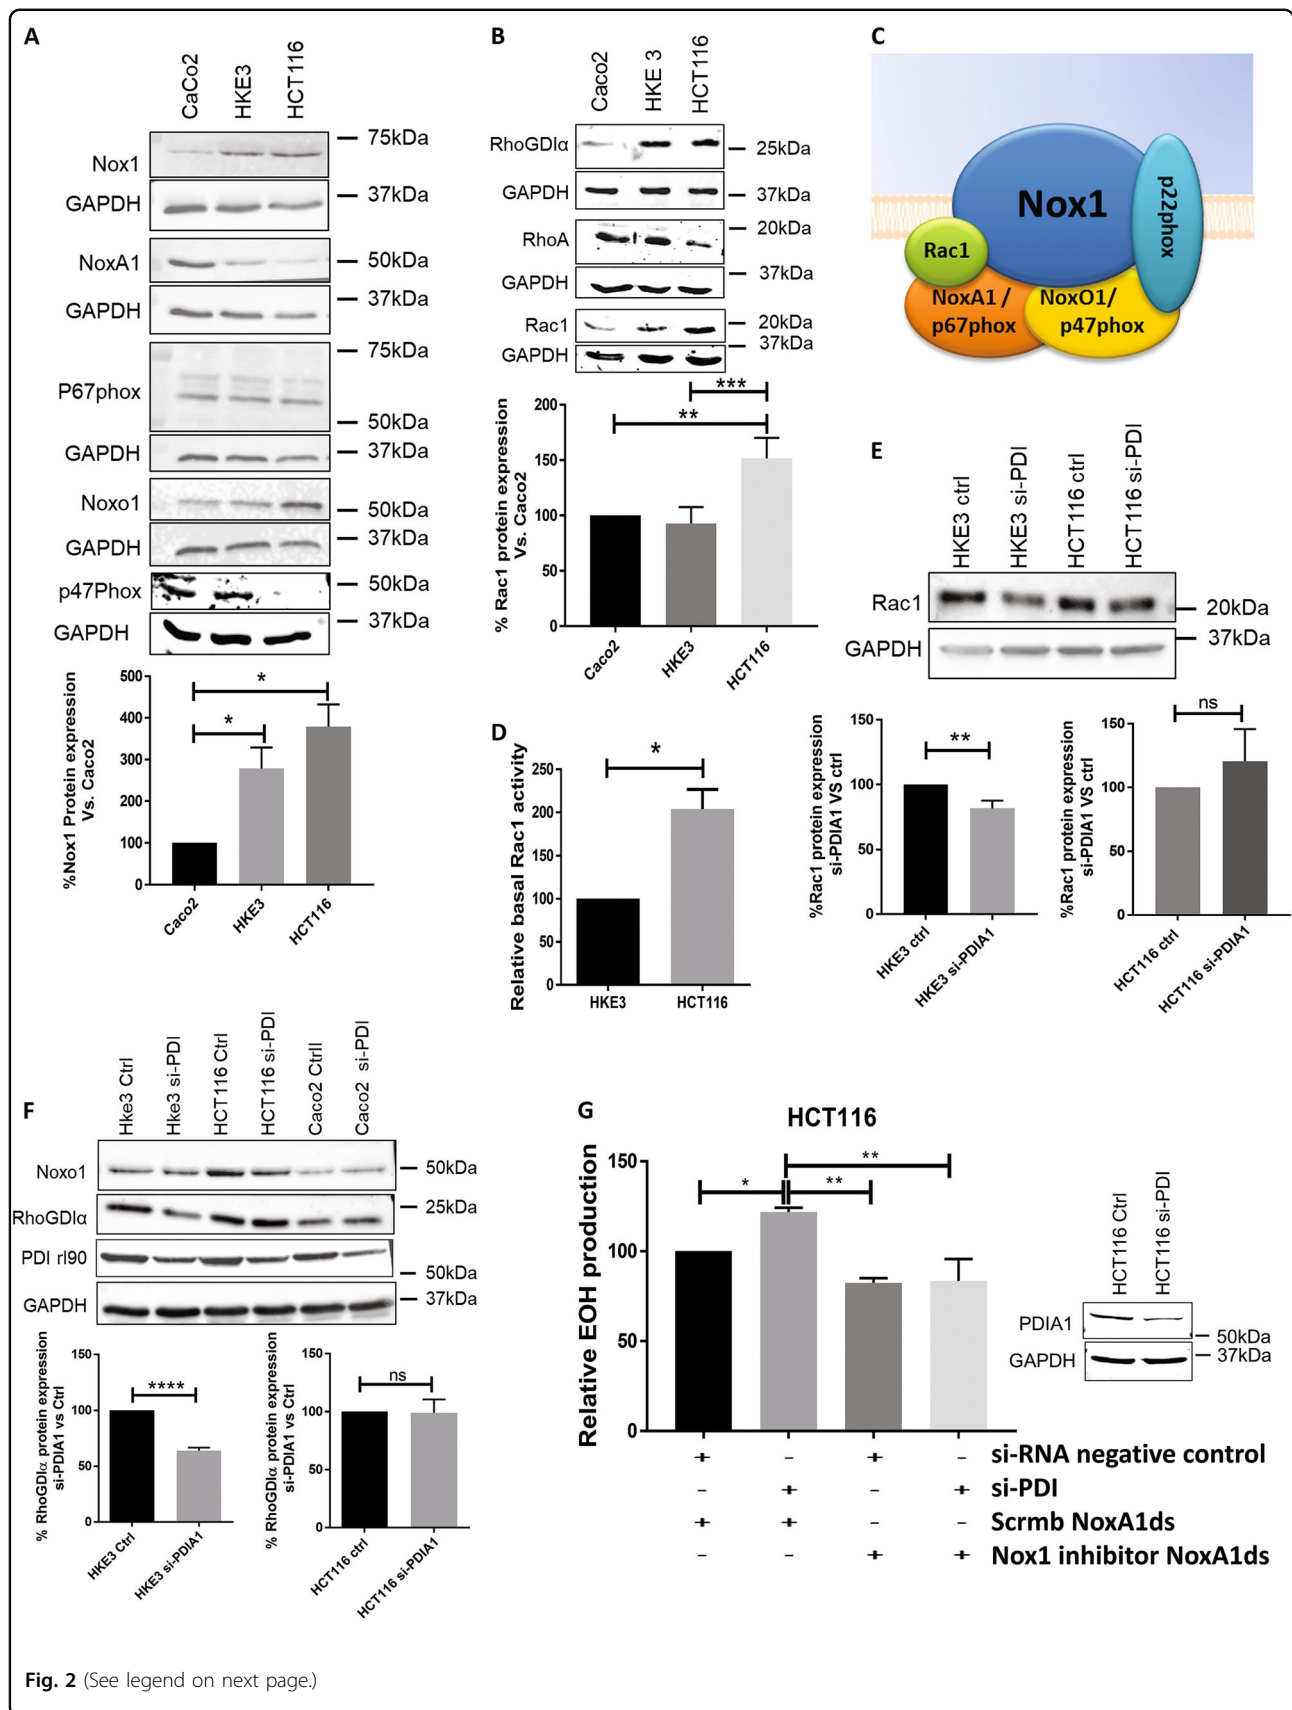 A
CaCo2
HKE3
HCT116
Nox1
75kDa
GAPDH
37kDa
NoxA1
50kDa
GAPDH
37kDa
P67phox
75kDa
50kDa
GAPDH
37kDa
Noxo1
50kDa
GAPDH
37kDa
p47Phox
50kDa
GAPDH
37kDa
%Nox1 Protein expression
Vs. Caco2
500
400
300
200
100
0
*
*
Caco2
HKE3
HCT116
B
Caco2
HKE 3
HCT116
RhoGDIα
25kDa
GAPDH
37kDa
RhoA
20kDa
GAPDH
37kDa
Rac1
20kDa
GAPDH
37kDa
% Rac1 protein expression
Vs. Caco2
200
150
100
50
0
***
**
Caco2
HKE3
HCT116
C
Nox1
p22phox
Rac1
NoxA1 /
p67phox
NoxO1/
p47phox
D
Relative basal Rac1 activity
250
200
150
100
50
0
*
HKE3
HCT116
E
HKE3 ctrl
HKE3 si-PDI
HCT116 ctrl
HCT116 si-PDI
Rac1
20kDa
GAPDH
37kDa
%Rac1 protein expression
si-PDIA1 VS ctrl
150
100
50
0
**
HKE3 ctrl
HKE3 si-PDIA1
%Rac1 protein expression
si-PDIA1 VS ctrl
150
100
50
0
ns
HCT116 ctrl
HCT116 si-PDIA1
F
Hke3 Ctrl
Hke3 si-PDI
HCT116 Ctrl
HCT116 si-PDI
Caco2 Ctrll
Caco2 si-PDI
Noxo1
50kDa
RhoGDIα
25kDa
PDI rl90
50kDa
GAPDH
37kDa
% RhoGDIα protein expression
si-PDIA1 vs Ctrl
150
100
50
0
****
HKE3 Ctrl
HKE3 si-PDIA1
% RhoGDIα protein expression
si-PDIA1 vs Ctrl
150
100
50
0
ns
HCT116 ctrl
HCT116 si-PDIA1
G
HCT116
Relative EOH production
150
100
50
0
*
**
**
+ - + - si-RNA negative control
- + - + si-PDI
+ + - - Scrmb NoxA1ds
- - + + Nox1 inhibitor NoxA1ds
HCT116 Ctrl
HCT116 si-PDI
PDIA1
50kDa
GAPDH
37kDa
Fig. 2 (See legend on next page.)